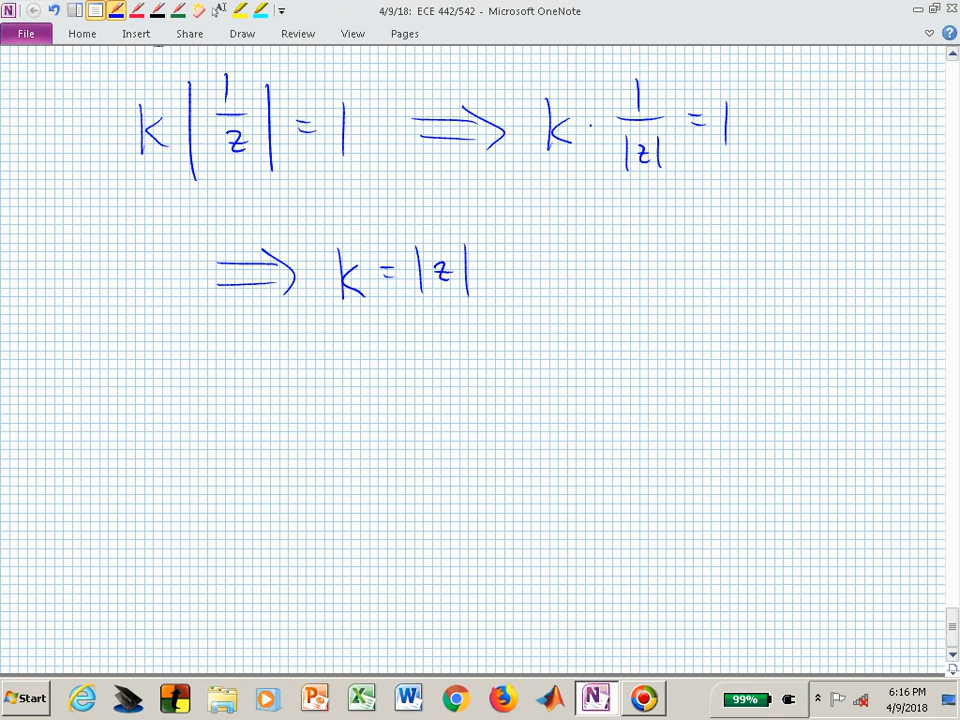 4/9/18: ECE 442/542 - Microsoft OneNote
File Home Insert Share Draw Review View Pages
k |1/z| = 1 ⟹ k · 1/|z| = 1
⟹ k = |z|
Start 99% 6:16 PM
4/9/2018